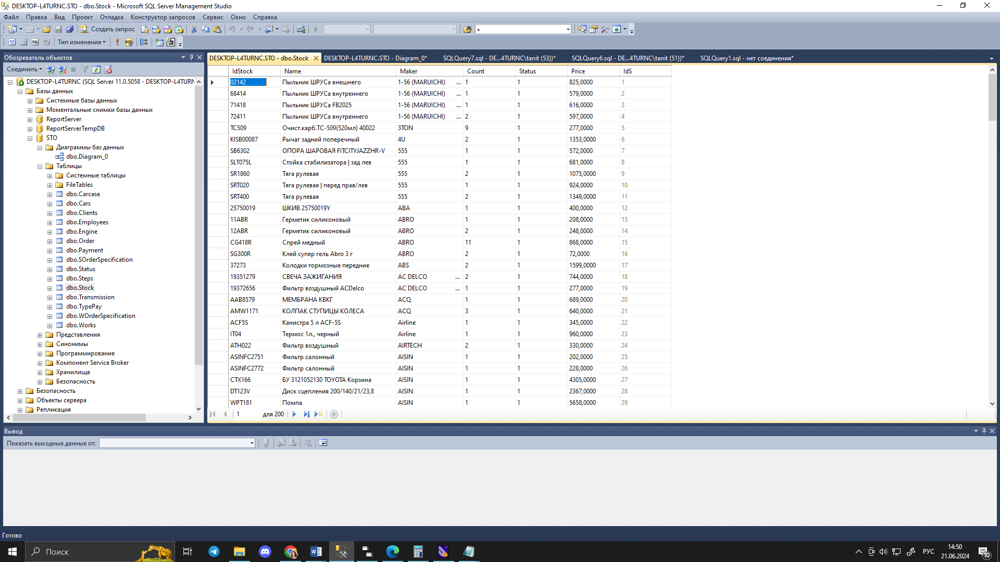 DESKTOP-L4TURNC.STO - dbo.Stock - Microsoft SQL Server Management Studio
Файл Правка Вид Проект Отладка Конструктор запросов Сервис Окно Справка
Создать запрос +
Тип изменения
Обозреватель объектов
Соединить
DESKTOP-L4TURNC (SQL Server 11.0.5058 - DESKTOP-L4TURN
Базы данных
Системные базы данных
Моментальные снимки базы данных
ReportServer
ReportServerTempDB
STO
Диаграммы баз данных
dbo.Diagram_0
Таблицы
Системные таблицы
FileTables
dbo.Carcase
dbo.Cars
dbo.Clients
dbo.Employees
dbo.Engine
dbo.Order
dbo.Payment
dbo.SOrderSpecification
dbo.Status
dbo.Steps
dbo.Stock
dbo.Transmission
dbo.TypePay
dbo.WOrderSpecification
dbo.Works
Представления
Синонимы
Программирование
Компонент Service Broker
Хранилище
Безопасность
Безопасность
Объекты сервера
Репликация
DESKTOP-L4TURNC.STO - dbo.Stock DESKTOP-L4TURNC.STO - Diagram_0* SQLQuery7.sql - DE...4TURNC\tanit (53))* SQLQuery6.sql - DE...4TURNC\tanit (51))* SQLQuery1.sql - нет соединения*
IdStock Name Maker Count Status Price IdS
02142 Пыльник ШРУСа внешнего 1-56 (MARUICHI) ... 1 1 825,0000 1
68414 Пыльник ШРУСа внутреннего 1-56 (MARUICHI) ... 1 1 579,0000 2
71418 Пыльник ШРУСа FB2025 1-56 (MARUICHI) ... 1 1 616,0000 3
72411 Пыльник ШРУСа внутреннего 1-56 (MARUICHI) ... 2 1 597,0000 4
TC509 Очист.карб.TC-509(520мл) 40022 3TON 9 1 277,0000 5
KISB00087 Рычаг задний поперечный 4U 2 1 1353,0000 6
SB6302 ОПОРА ШАРОВАЯ FITCITYJAZZHR-V 555 1 1 572,0000 7
SLT075L Стойка стабилизатора | зад лев 555 1 1 681,0000 8
SR1860 Тяга рулевая 555 2 1 1075,0000 9
SRT020 Тяга рулевая | перед прав/лев 555 1 1 924,0000 10
SRT400 Тяга рулевая 555 2 1 1349,0000 11
25750019 ШКИВ 25750019Y ABA 1 1 400,0000 12
11ABR Герметик силиконовый ABRO 1 1 208,0000 13
12ABR Герметик силиконовый ABRO 2 1 248,0000 14
CG418R Спрей медный ABRO 11 1 868,0000 15
SG300R Клей супер гель Abro 3 г ABRO 2 1 72,0000 16
37273 Колодки тормозные передние ABS 2 1 1599,0000 17
19351279 СВЕЧА ЗАЖИГАНИЯ AC DELCO ... 2 1 744,0000 18
19372656 Фильтр воздушный ACDelco AC DELCO ... 1 1 277,0000 19
AAB8579 МЕМБРАНА КВКГ ACQ 1 1 689,0000 20
AMW1171 КОЛПАК СТУПИЦЫ КОЛЕСА ACQ 3 1 640,0000 21
ACF5S Канистра 5 л ACF-5S Airline 1 1 345,0000 22
IT04 Термос 1л., черный Airline 1 1 960,0000 23
ATH022 Фильтр воздушный AIRTECH 2 1 330,0000 24
ASINFC2751 Фильтр салонный AISIN 1 1 202,0000 25
ASINFC2772 Фильтр салонный AISIN 1 1 228,0000 26
CTX166 БУ 3121052130 TOYOTA Корзина AISIN 1 1 4305,0000 27
DT123V Диск сцепления 200/140/21/23,8 AISIN 1 1 2367,0000 28
WPT181 Помпа AISIN 1 1 5658,0000 29
1 для 200
Вывод
Показать выходные данные от:
Готово
Поиск
РУС
14:50
21.06.2024
10